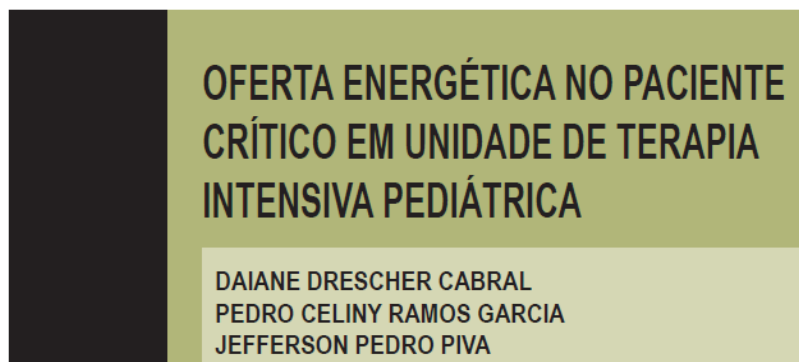 OFERTA ENERGÉTICA NO PACIENTE
CRÍTICO EM UNIDADE DE TERAPIA
INTENSIVA PEDIÁTRICA
DAIANE DRESCHER CABRAL
PEDRO CELINY RAMOS GARCIA
JEFFERSON PEDRO PIVA